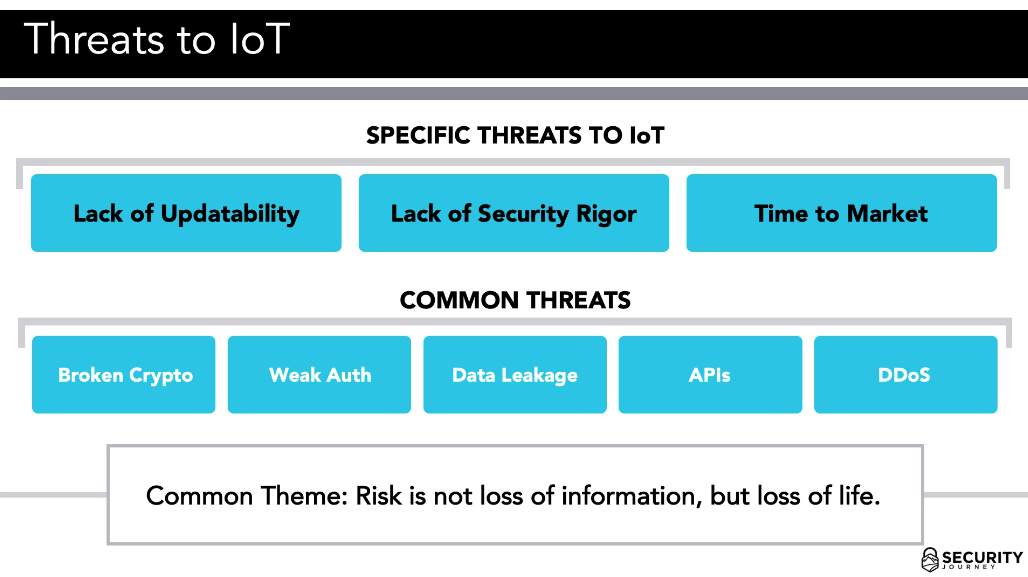 Threats to IoT
SPECIFIC THREATS TO IoT
Lack of Updatability
Lack of Security Rigor
Time to Market
COMMON THREATS
Broken Crypto
Weak Auth
Data Leakage
APIs
DDoS
Common Theme: Risk is not loss of information, but loss of life.
SECURITY
JOURNEY